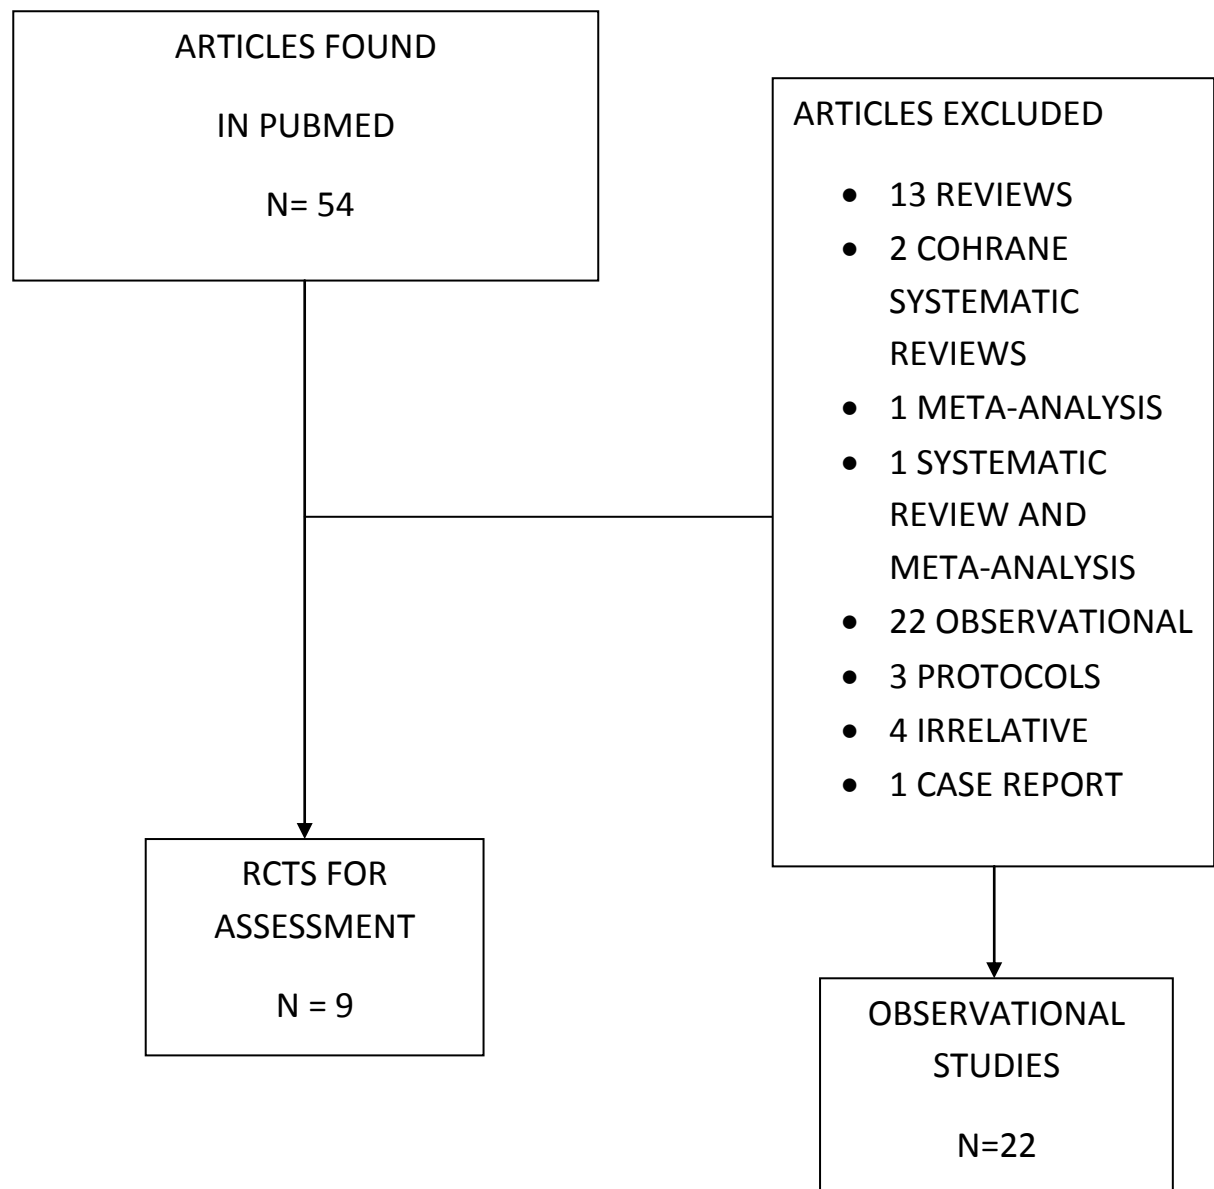 ARTICLES FOUND
IN PUBMED
N= 54
ARTICLES EXCLUDED
• 13 REVIEWS
• 2 COHRANE
SYSTEMATIC
REVIEWS
• 1 META-ANALYSIS
• 1 SYSTEMATIC
REVIEW AND
META-ANALYSIS
• 22 OBSERVATIONAL
• 3 PROTOCOLS
• 4 IRRELATIVE
• 1 CASE REPORT
RCTS FOR
ASSESSMENT
N = 9
OBSERVATIONAL
STUDIES
N=22